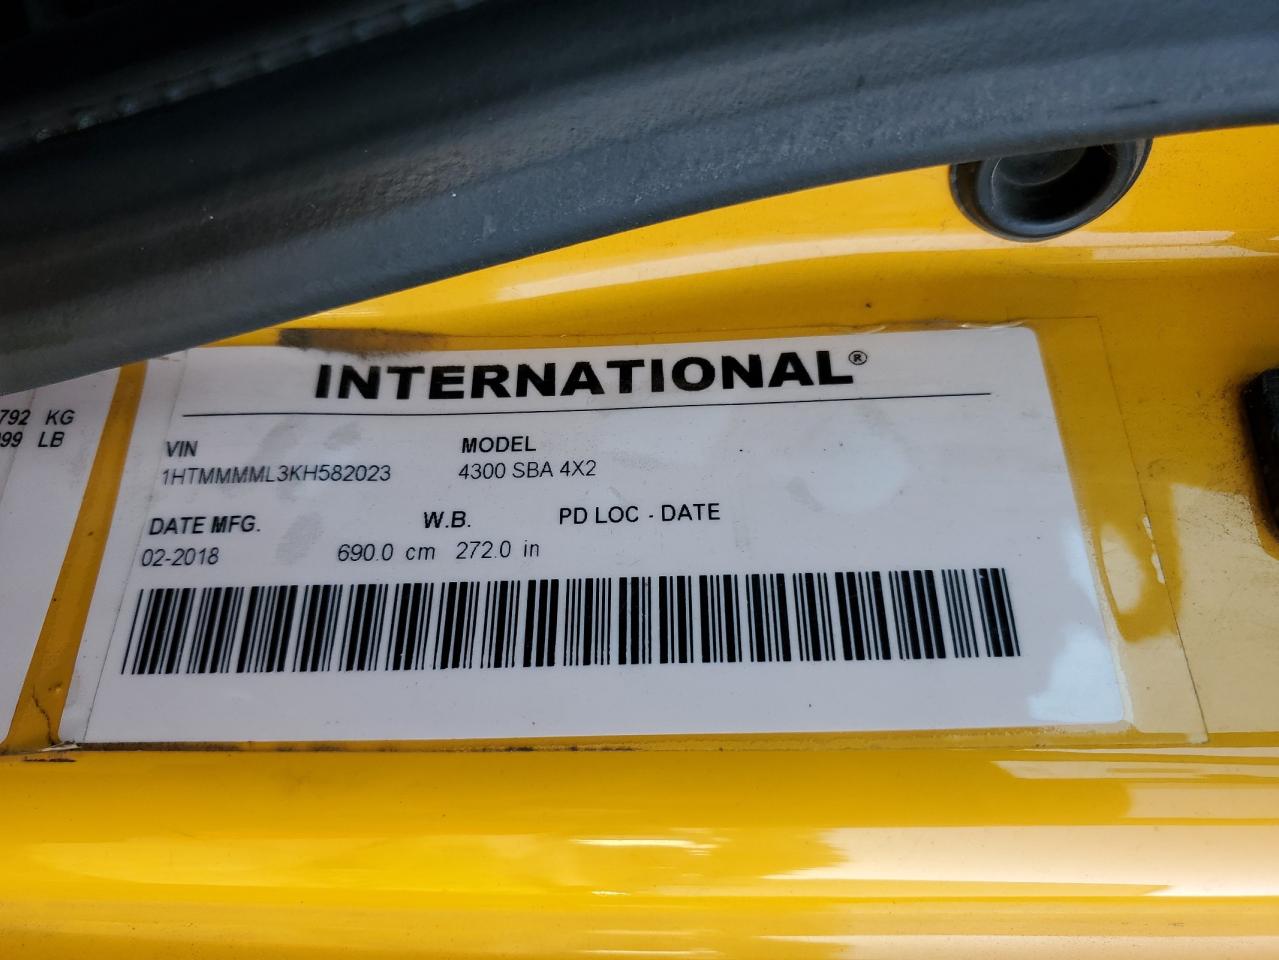 792 KG
99 LB
INTERNATIONAL®
VIN MODEL
1HTMMMML3KH582023 4300 SBA 4X2
DATE MFG. W.B. PD LOC - DATE
02-2018 690.0 cm 272.0 in